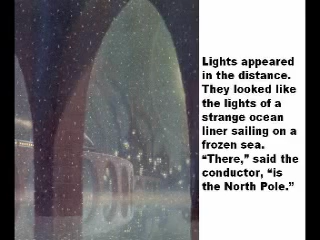 Lights appeared
in the distance.
They looked like
the lights of a
strange ocean
liner sailing on a
frozen sea.
“There,” said the
conductor, “is
the North Pole.”